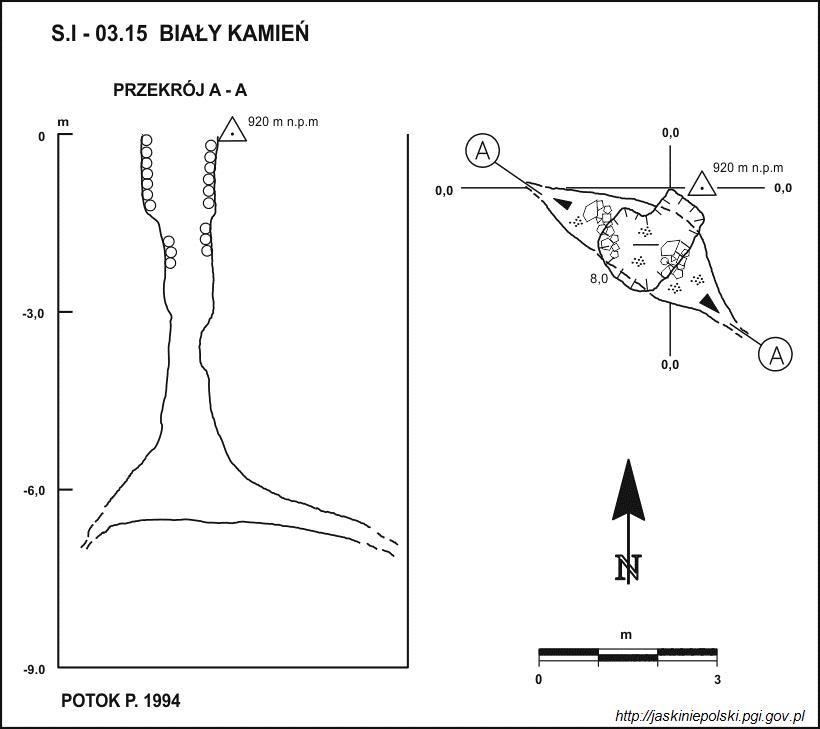 S.I - 03.15 BIAŁY KAMIEŃ
PRZEKRÓJ A - A
m
0
920 m n.p.m
-3,0
-6,0
-9.0
A
0,0
920 m n.p.m
0,0
0,0
8,0
A
0,0
N
m
0
3
POTOK P. 1994
http://jaskiniepolski.pgi.gov.pl